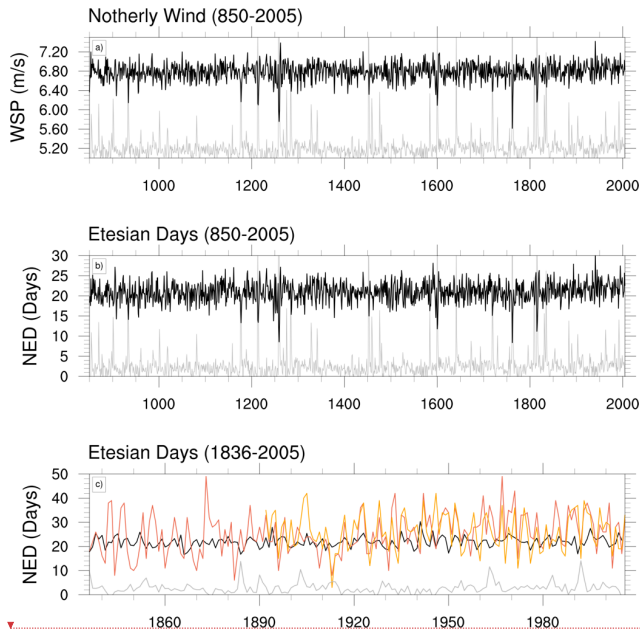 Notherly Wind (850-2005)
a)
WSP (m/s)
7.20
6.80
6.40
6.00
5.60
5.20
1000 1200 1400 1600 1800 2000
Etesian Days (850-2005)
b)
NED (Days)
30
25
20
15
10
5
0
1000 1200 1400 1600 1800 2000
Etesian Days (1836-2005)
c)
NED (Days)
50
40
30
20
10
0
1860 1890 1920 1950 1980